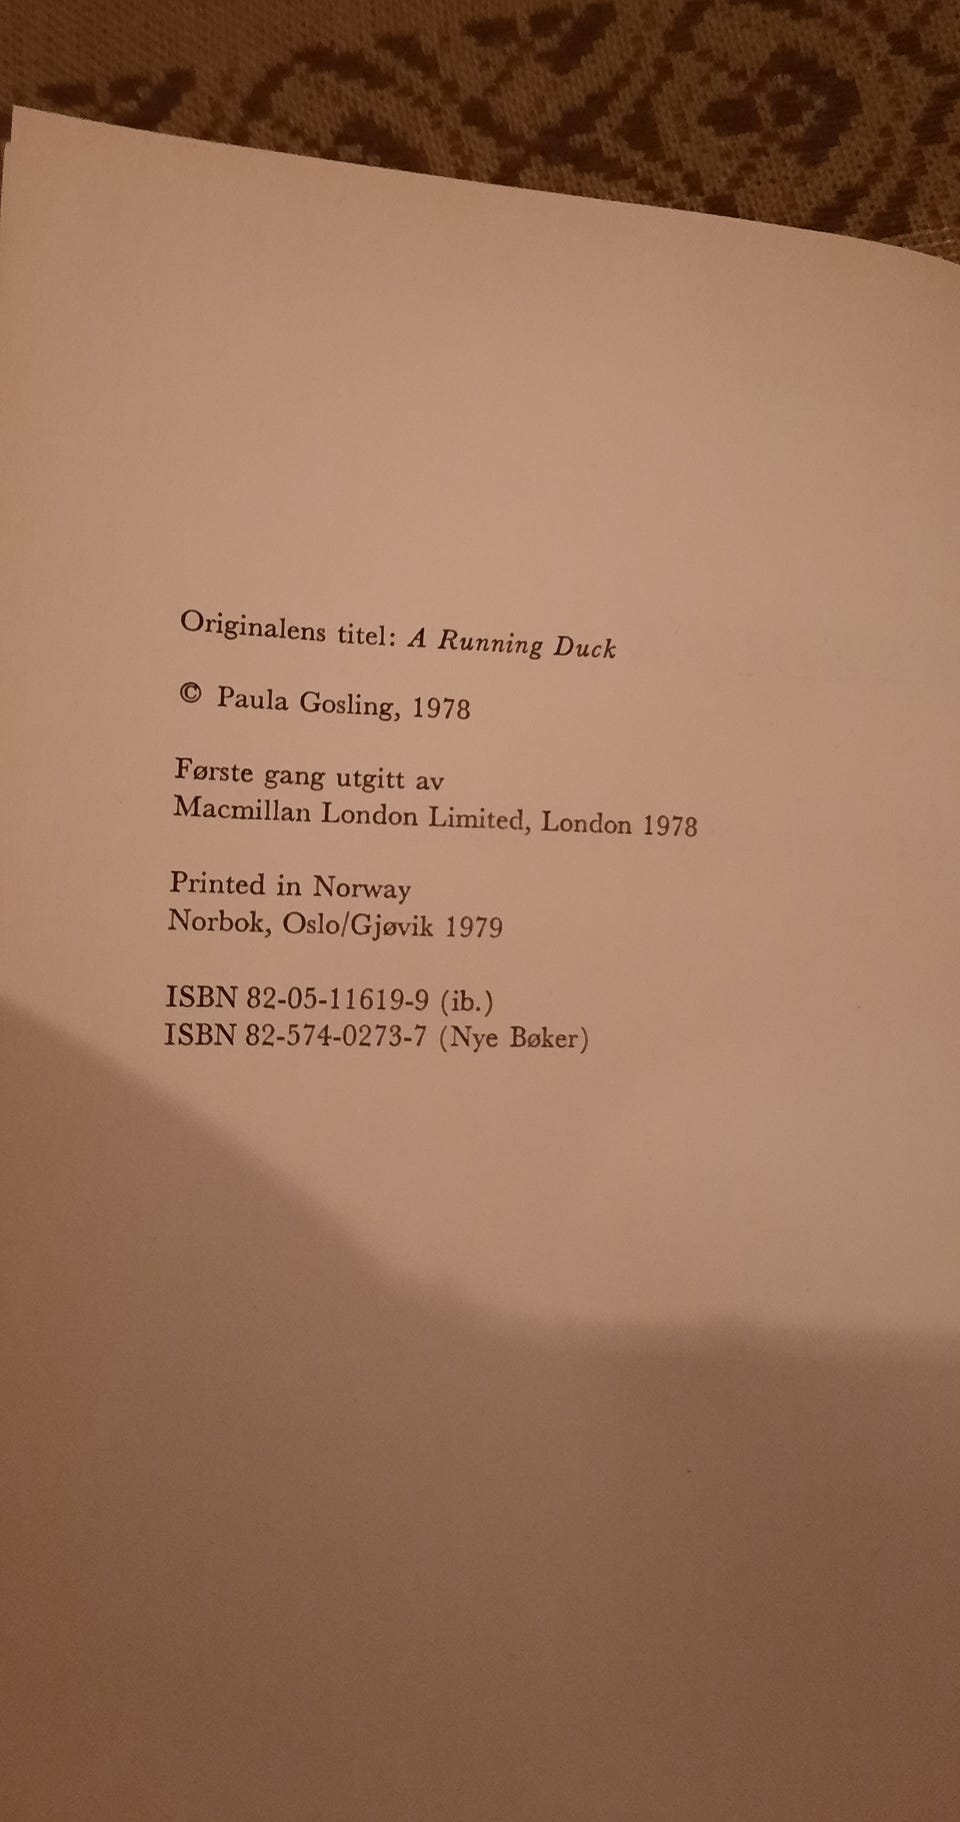 Originalens titel: A Running Duck
© Paula Gosling, 1978
Første gang utgitt av
Macmillan London Limited, London 1978
Printed in Norway
Norbok, Oslo/Gjøvik 1979
ISBN 82-05-11619-9 (ib.)
ISBN 82-574-0273-7 (Nye Bøker)